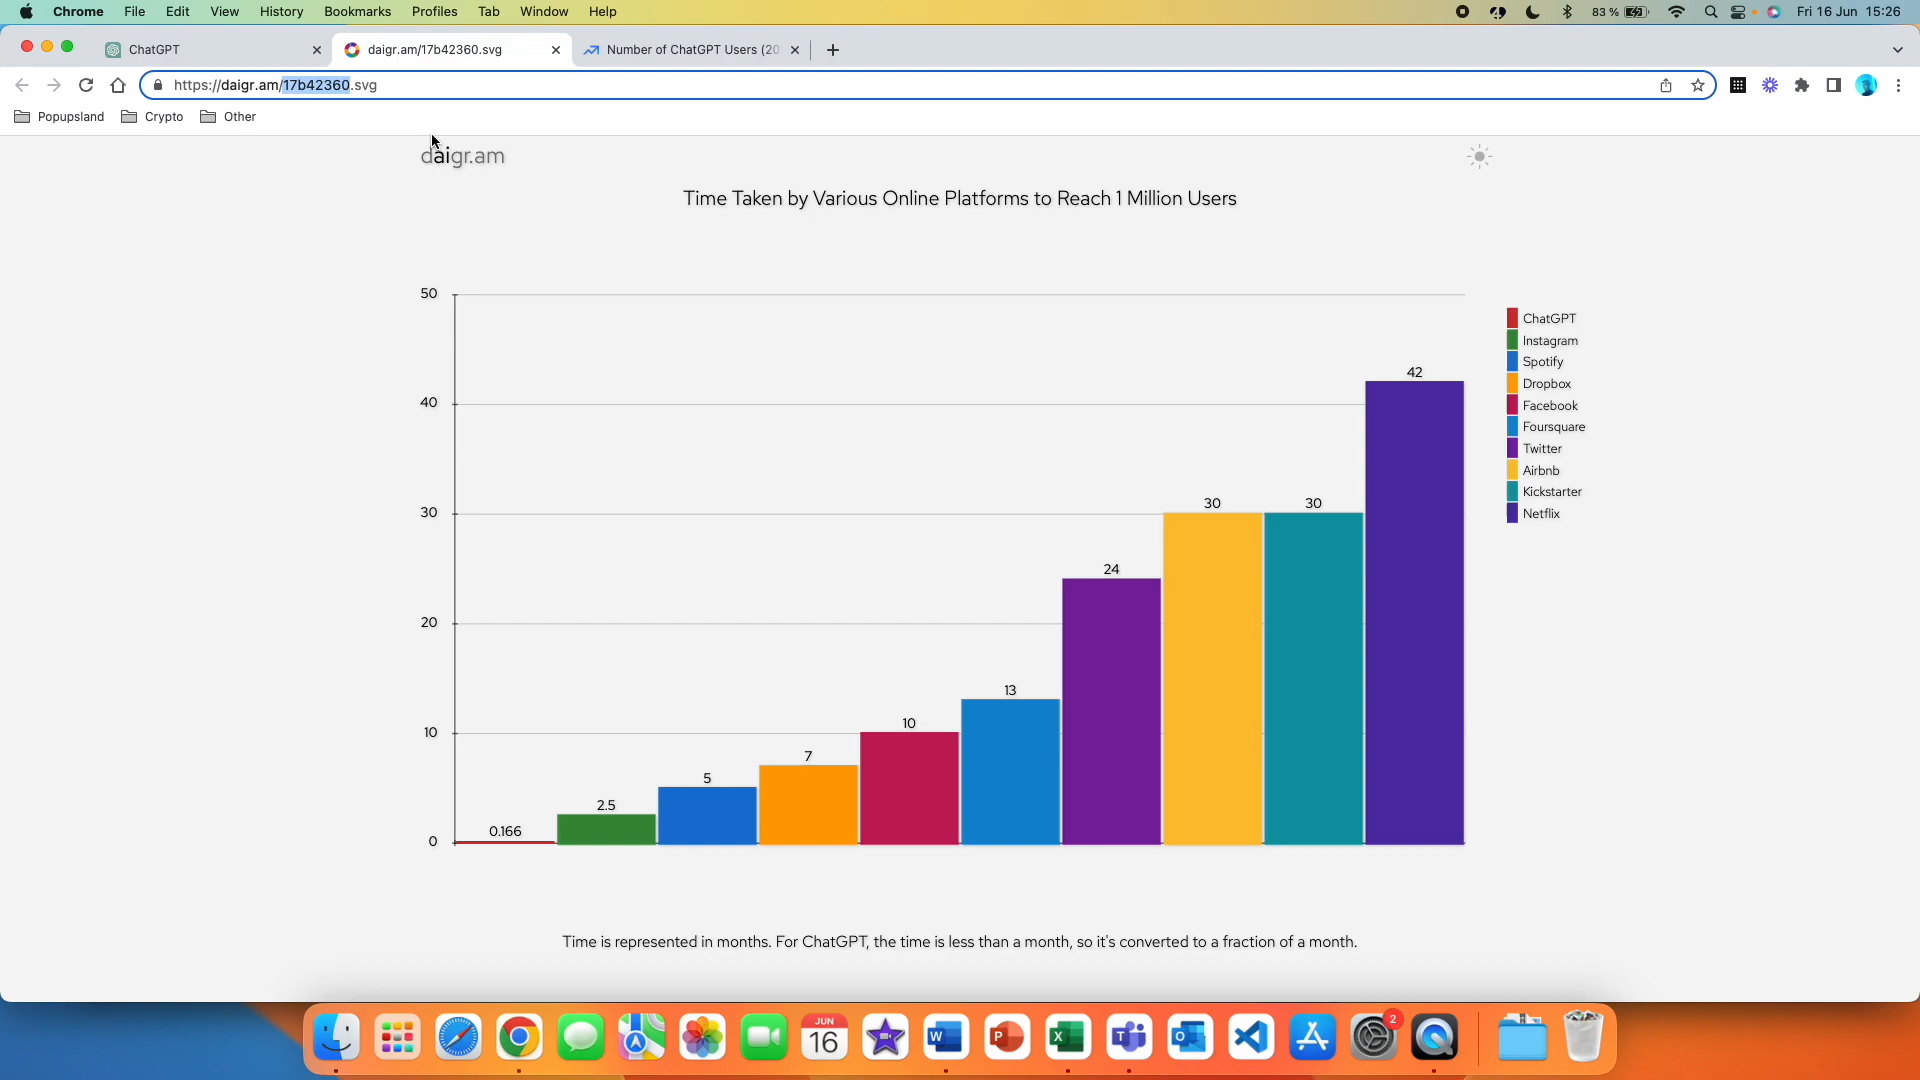 Chrome File Edit View History Bookmarks Profiles Tab Window Help 83 % Fri 16 Jun 15:26
ChatGPT daigr.am/17b42360.svg Number of ChatGPT Users (20
https://daigr.am/17b42360.svg
Popupsland Crypto Other
daigr.am
Time Taken by Various Online Platforms to Reach 1 Million Users
50
40
30
20
10
0
0.166
2.5
5
7
10
13
24
30
30
42
ChatGPT
Instagram
Spotify
Dropbox
Facebook
Foursquare
Twitter
Airbnb
Kickstarter
Netflix
Time is represented in months. For ChatGPT, the time is less than a month, so it's converted to a fraction of a month.
JUN
16
W
P
X
T
O
2